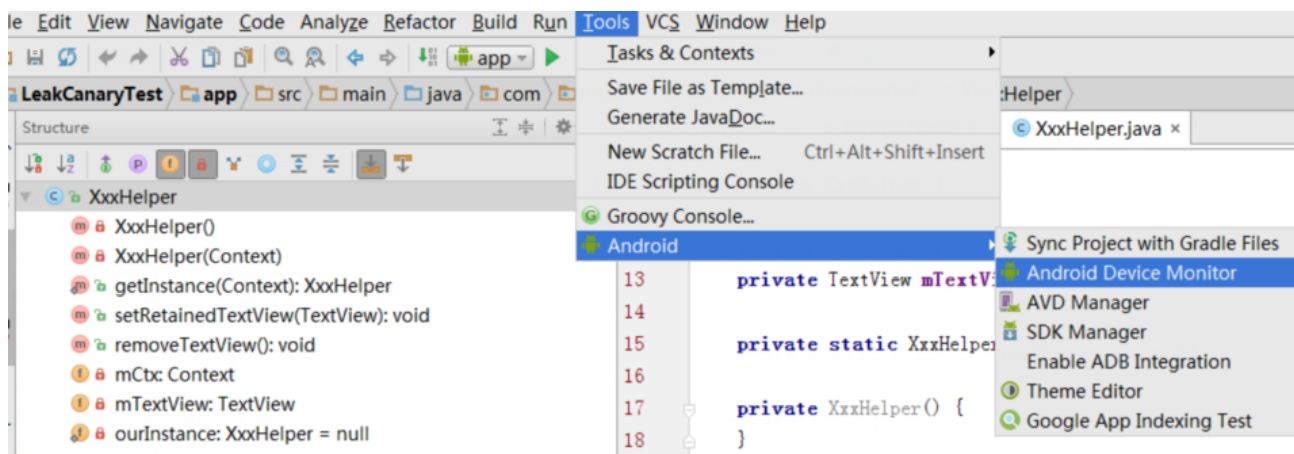 le Edit View Navigate Code Analyze Refactor Build Run Tools VCS Window Help
app
LeakCanaryTest app src main java com
Helper
Structure
XxxHelper.java
XxxHelper
XxxHelper()
XxxHelper(Context)
getInstance(Context): XxxHelper
setRetainedTextView(TextView): void
removeTextView(): void
mCtx: Context
mTextView: TextView
ourInstance: XxxHelper = null
Tasks & Contexts
Save File as Template...
Generate JavaDoc...
New Scratch File... Ctrl+Alt+Shift+Insert
IDE Scripting Console
Groovy Console...
Android
Sync Project with Gradle Files
Android Device Monitor
AVD Manager
SDK Manager
Enable ADB Integration
Theme Editor
Google App Indexing Test
13 private TextView mTextVi
14
15 private static XxxHelper
16
17 private XxxHelper() {
18 }